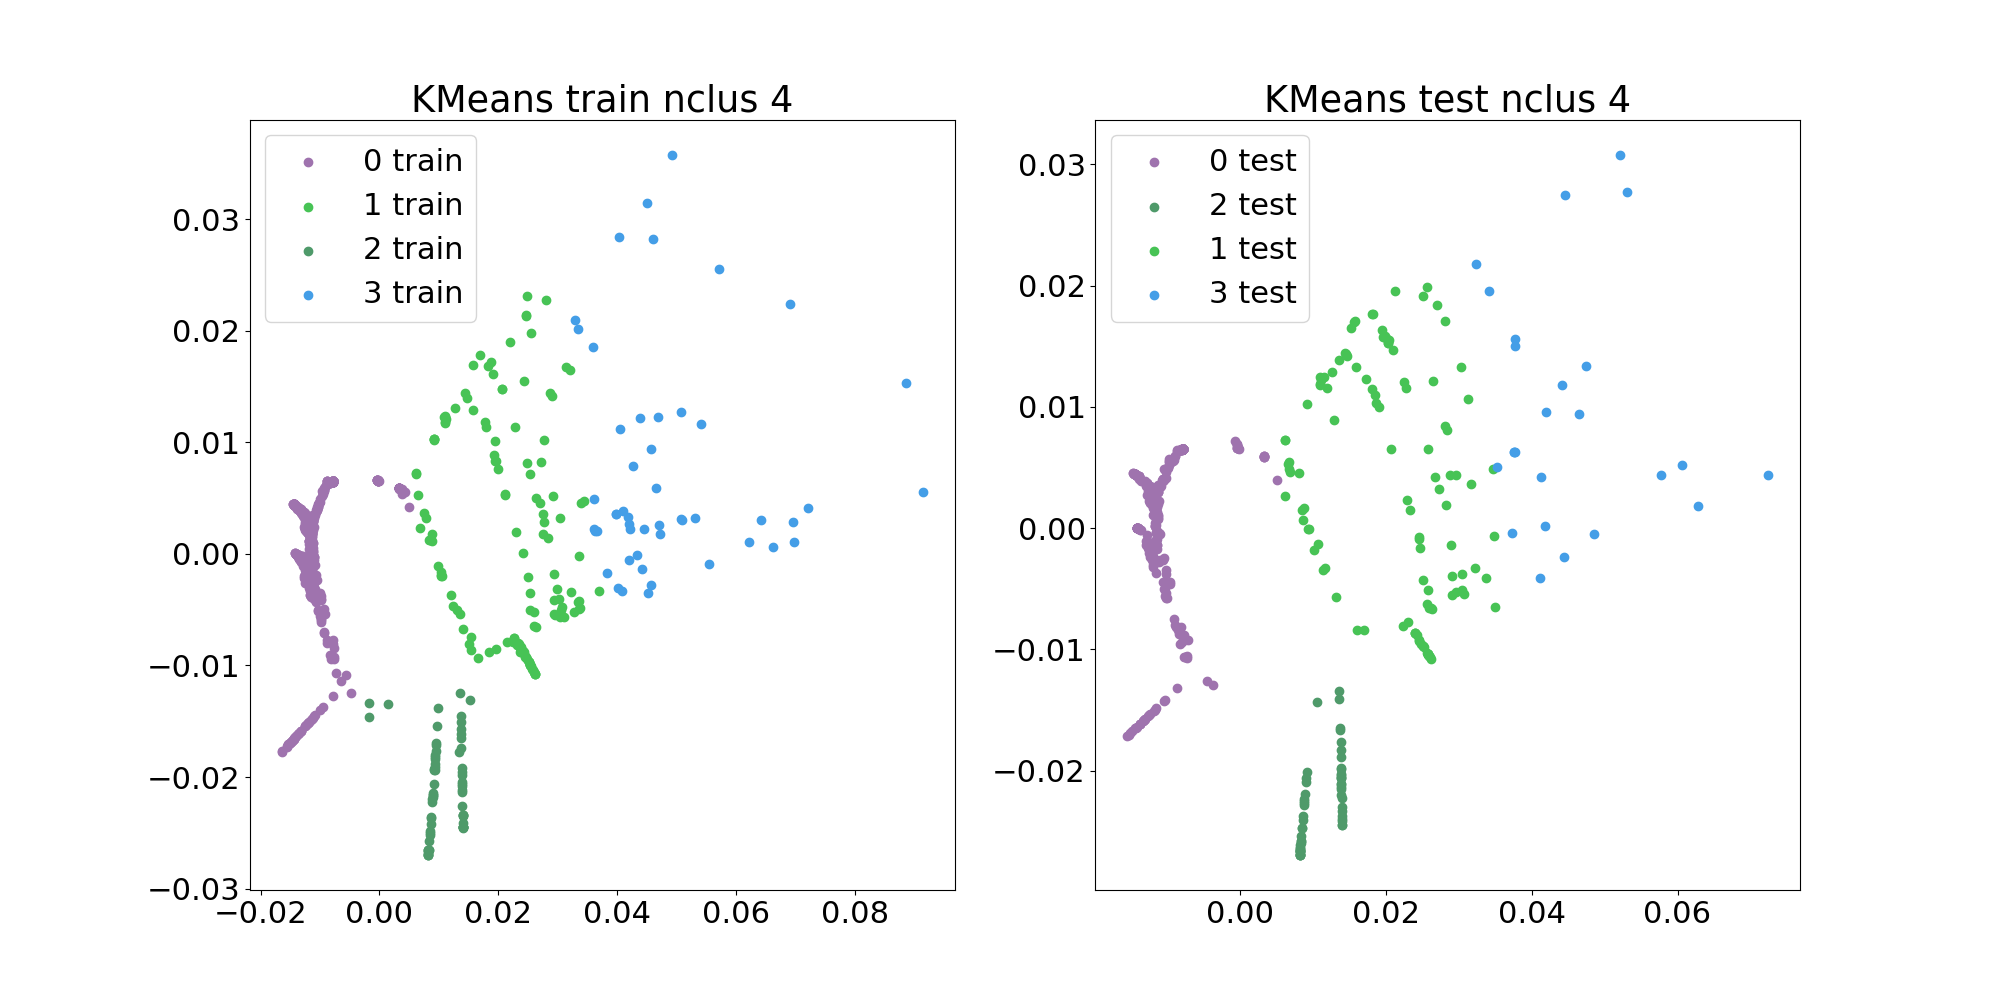 KMeans train nclus 4
0 train
1 train
2 train
3 train
0.03
0.02
0.01
0.00
−0.01
−0.02
−0.03
−0.02 0.00 0.02 0.04 0.06 0.08
KMeans test nclus 4
0 test
2 test
1 test
3 test
0.03
0.02
0.01
0.00
−0.01
−0.02
0.00 0.02 0.04 0.06